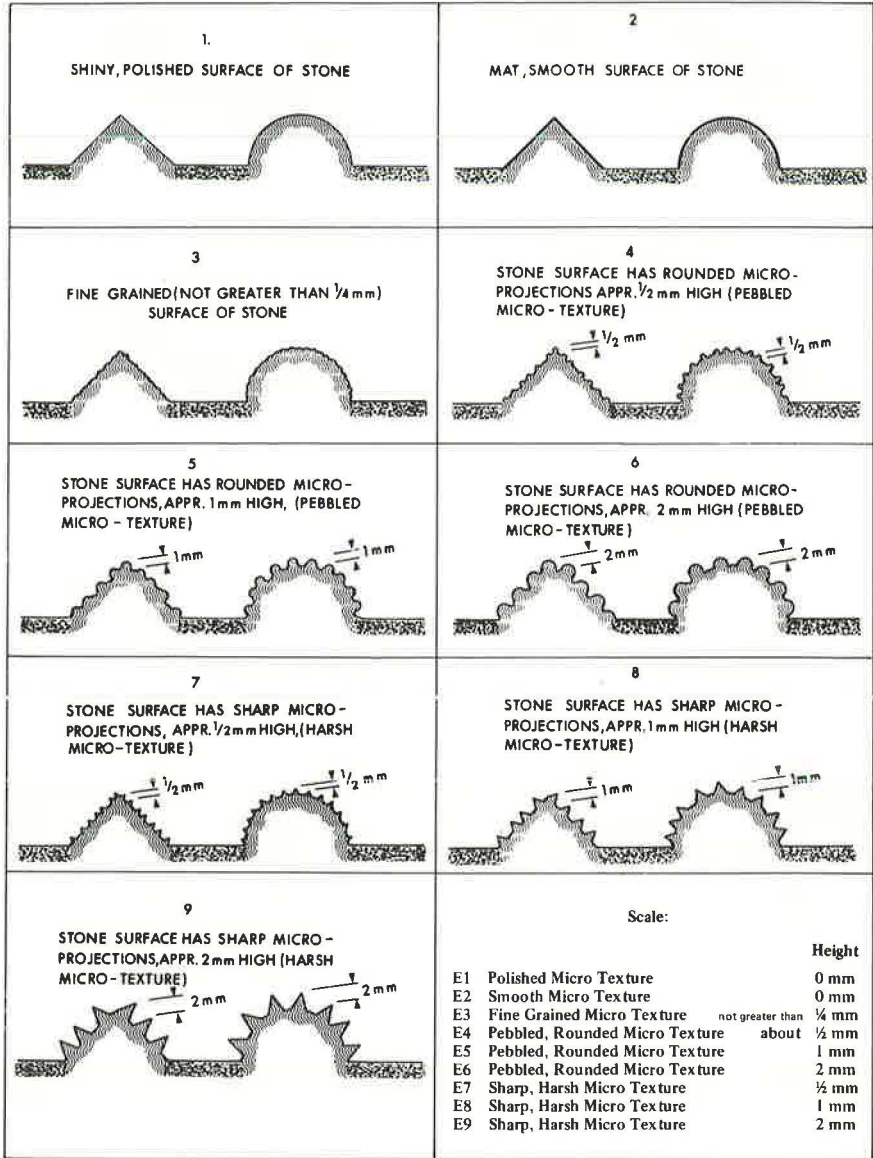 1.
SHINY, POLISHED SURFACE OF STONE
2
MAT, SMOOTH SURFACE OF STONE
3
FINE GRAINED (NOT GREATER THAN 1/4 mm)
SURFACE OF STONE
4
STONE SURFACE HAS ROUNDED MICRO-
PROJECTIONS APPR. 1/2 mm HIGH (PEBBLED
MICRO - TEXTURE)
1/2 mm
1/2 mm
5
STONE SURFACE HAS ROUNDED MICRO-
PROJECTIONS, APPR. 1mm HIGH, (PEBBLED
MICRO - TEXTURE)
1mm
1mm
6
STONE SURFACE HAS ROUNDED MICRO-
PROJECTIONS, APPR. 2 mm HIGH (PEBBLED
MICRO - TEXTURE)
2mm
2mm
7
STONE SURFACE HAS SHARP MICRO-
PROJECTIONS, APPR. 1/2mm HIGH, (HARSH
MICRO-TEXTURE)
1/2 mm
1/2 mm
8
STONE SURFACE HAS SHARP MICRO-
PROJECTIONS, APPR. 1mm HIGH (HARSH
MICRO-TEXTURE)
1mm
1mm
9
STONE SURFACE HAS SHARP MICRO-
PROJECTIONS, APPR. 2mm HIGH (HARSH
MICRO-TEXTURE)
2mm
2mm
Scale:
Height
E1 Polished Micro Texture 0 mm
E2 Smooth Micro Texture 0 mm
E3 Fine Grained Micro Texture not greater than ¼ mm
E4 Pebbled, Rounded Micro Texture about ½ mm
E5 Pebbled, Rounded Micro Texture 1 mm
E6 Pebbled, Rounded Micro Texture 2 mm
E7 Sharp, Harsh Micro Texture ½ mm
E8 Sharp, Harsh Micro Texture 1 mm
E9 Sharp, Harsh Micro Texture 2 mm